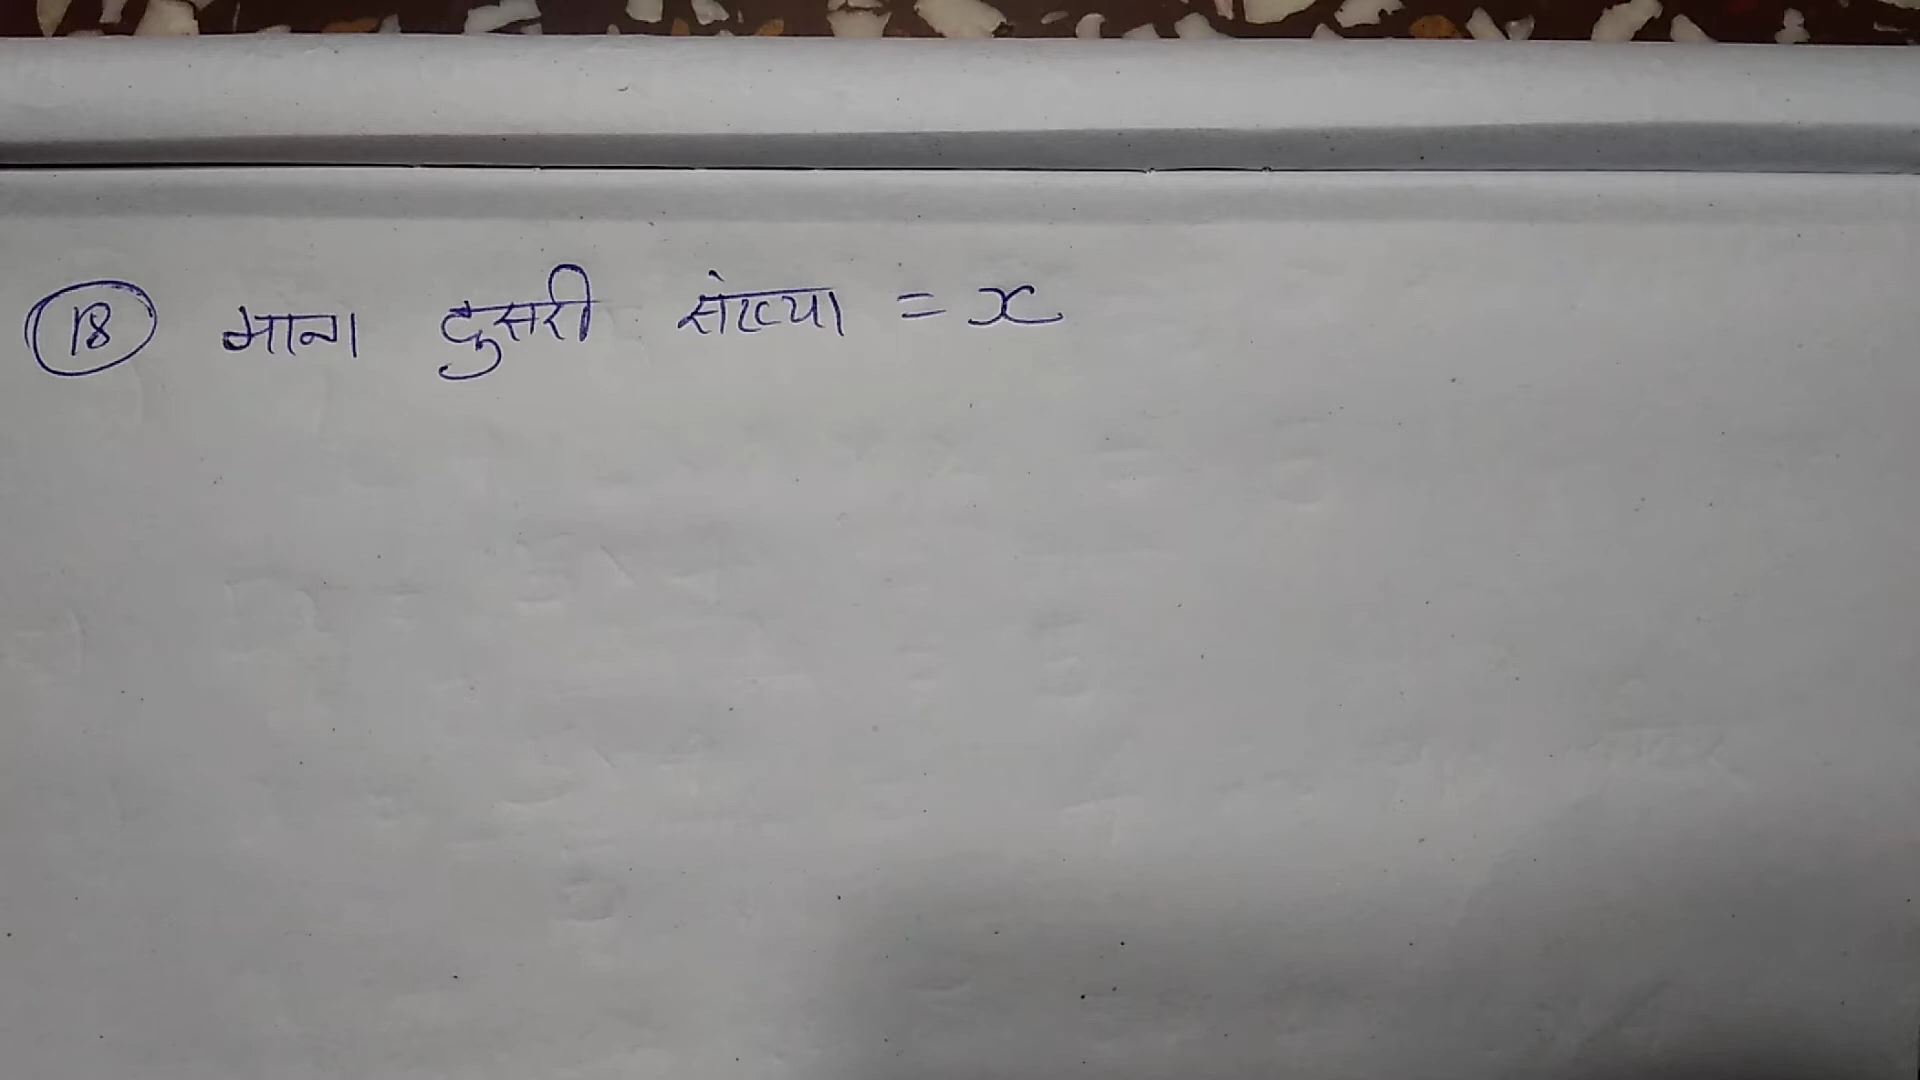 18 माना दुसरी संख्या = x